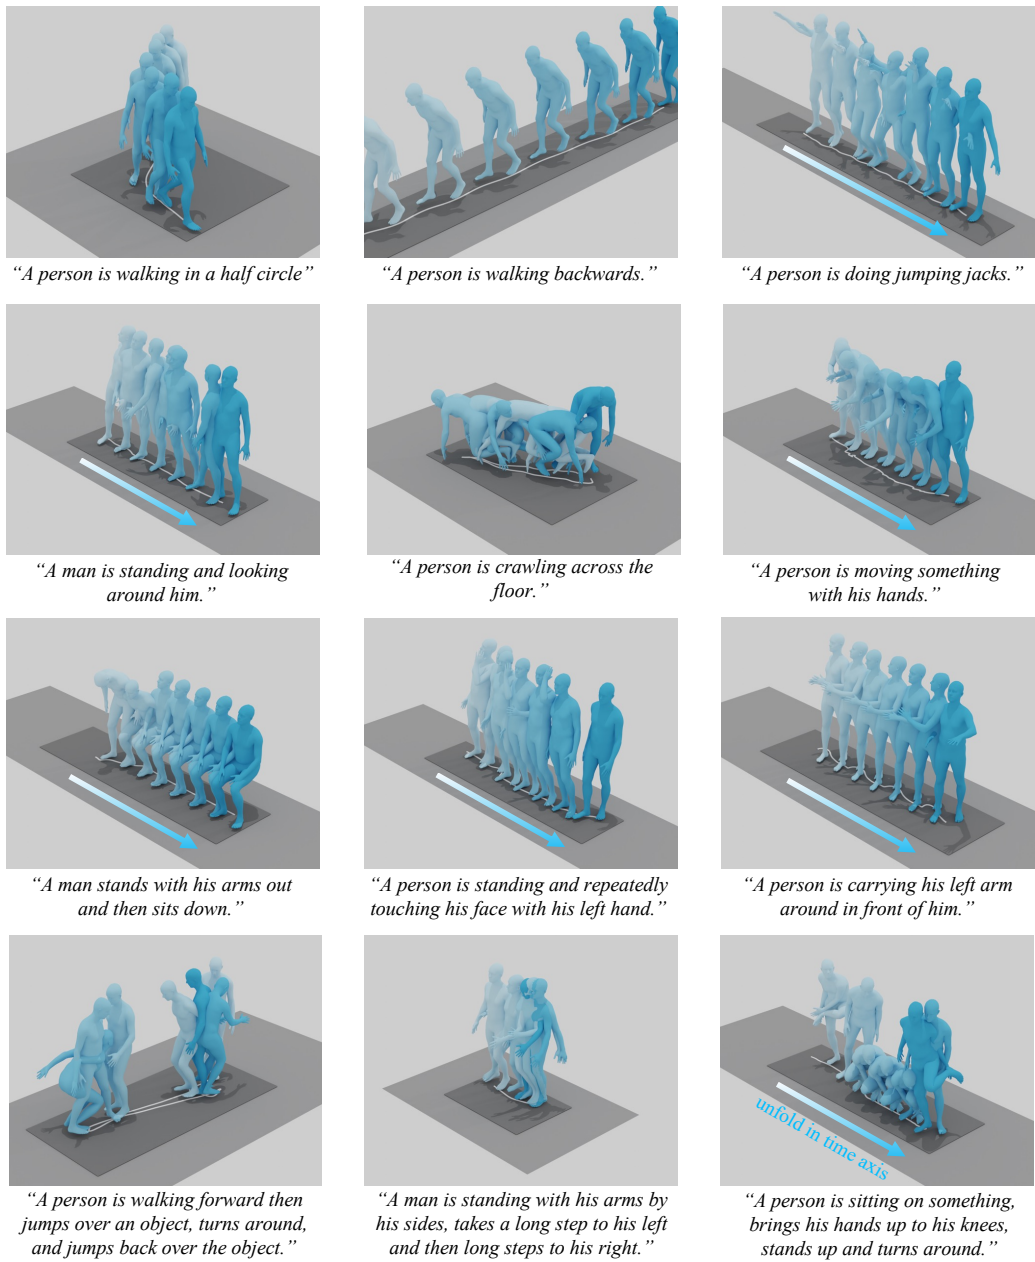 “A person is walking in a half circle”
“A person is walking backwards.”
“A person is doing jumping jacks.”
“A man is standing and looking
around him.”
“A person is crawling across the
floor.”
“A person is moving something
with his hands.”
“A man stands with his arms out
and then sits down.”
“A person is standing and repeatedly
touching his face with his left hand.”
“A person is carrying his left arm
around in front of him.”
unfold in time axis
“A person is walking forward then
jumps over an object, turns around,
and jumps back over the object.”
“A man is standing with his arms by
his sides, takes a long step to his left
and then long steps to his right.”
“A person is sitting on something,
brings his hands up to his knees,
stands up and turns around.”